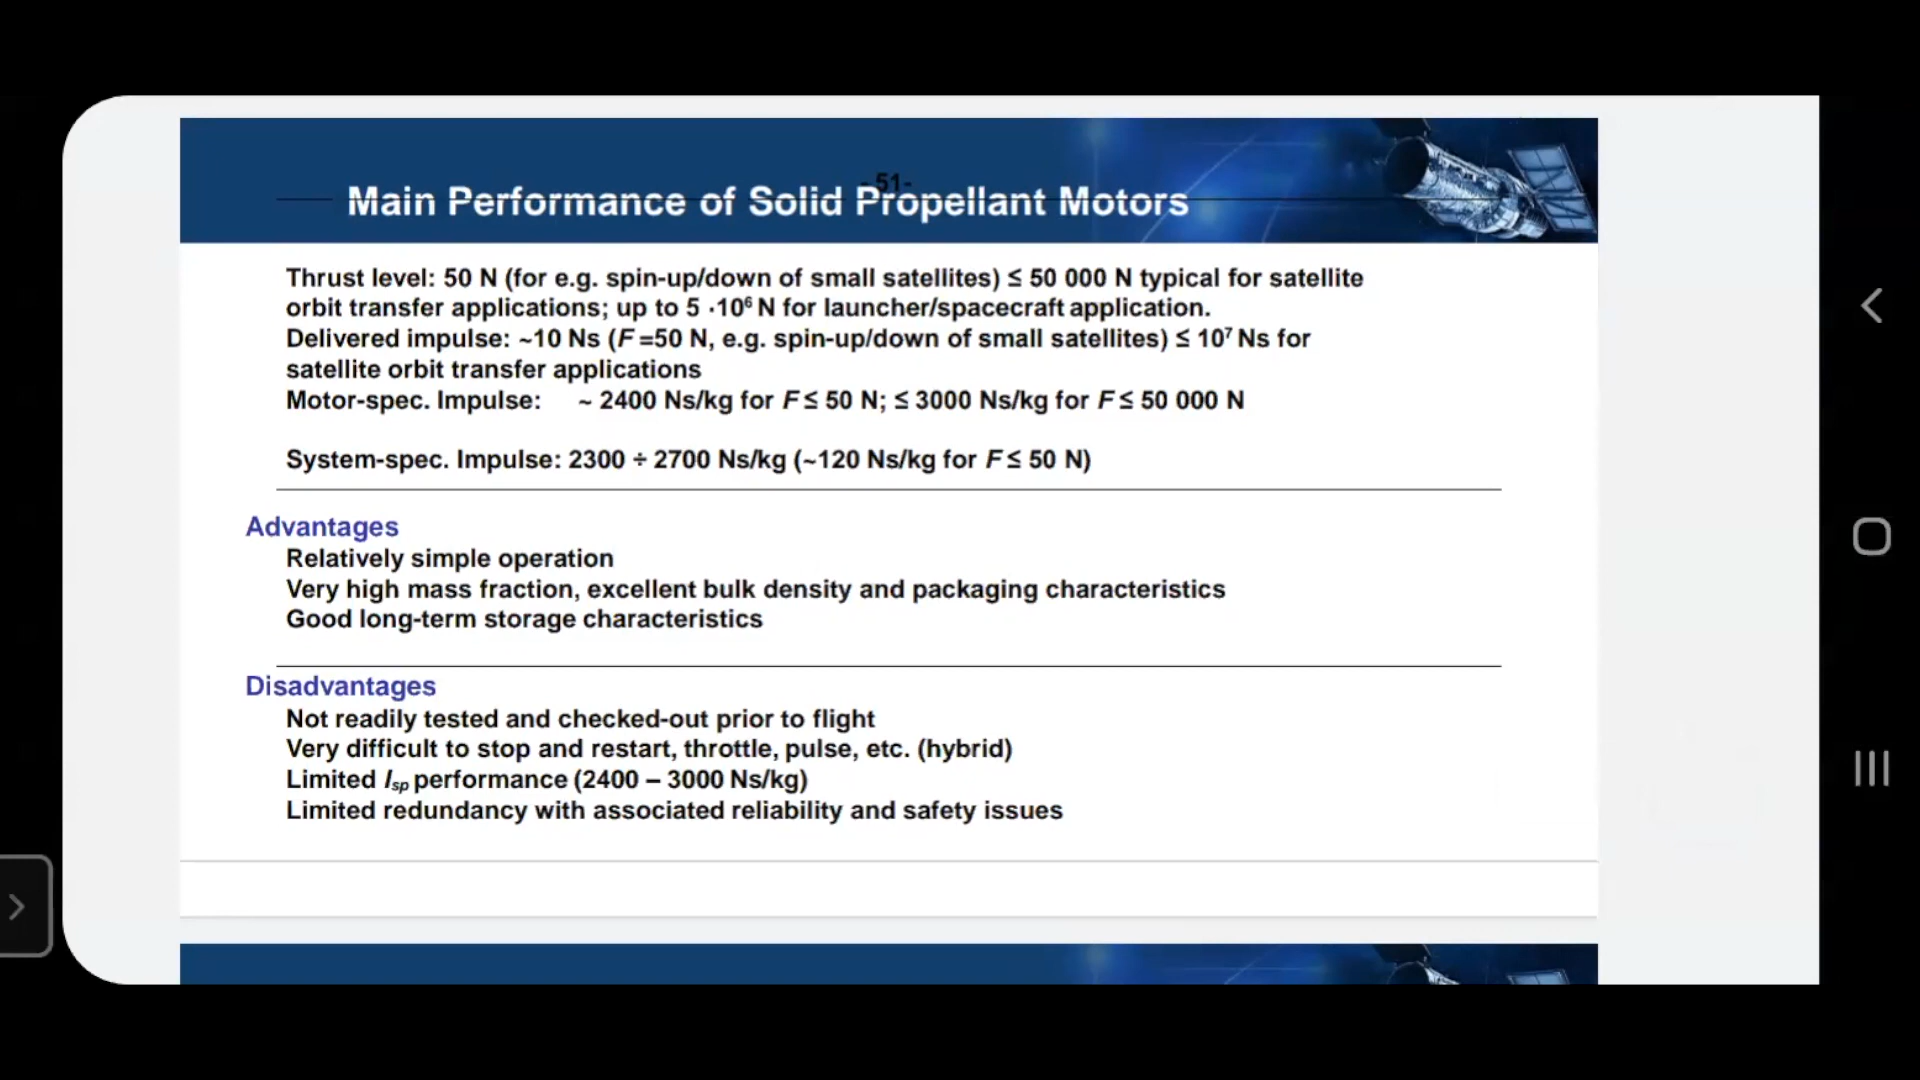 - 51-
Main Performance of Solid Propellant Motors
Thrust level: 50 N (for e.g. spin-up/down of small satellites) ≤ 50 000 N typical for satellite
orbit transfer applications; up to 5 ·10⁶ N for launcher/spacecraft application.
Delivered impulse: ~10 Ns (F =50 N, e.g. spin-up/down of small satellites) ≤ 10⁷ Ns for
satellite orbit transfer applications
Motor-spec. Impulse: ~ 2400 Ns/kg for F ≤ 50 N; ≤ 3000 Ns/kg for F ≤ 50 000 N
System-spec. Impulse: 2300 ÷ 2700 Ns/kg (~120 Ns/kg for F ≤ 50 N)
Advantages
Relatively simple operation
Very high mass fraction, excellent bulk density and packaging characteristics
Good long-term storage characteristics
Disadvantages
Not readily tested and checked-out prior to flight
Very difficult to stop and restart, throttle, pulse, etc. (hybrid)
Limited Isp performance (2400 – 3000 Ns/kg)
Limited redundancy with associated reliability and safety issues